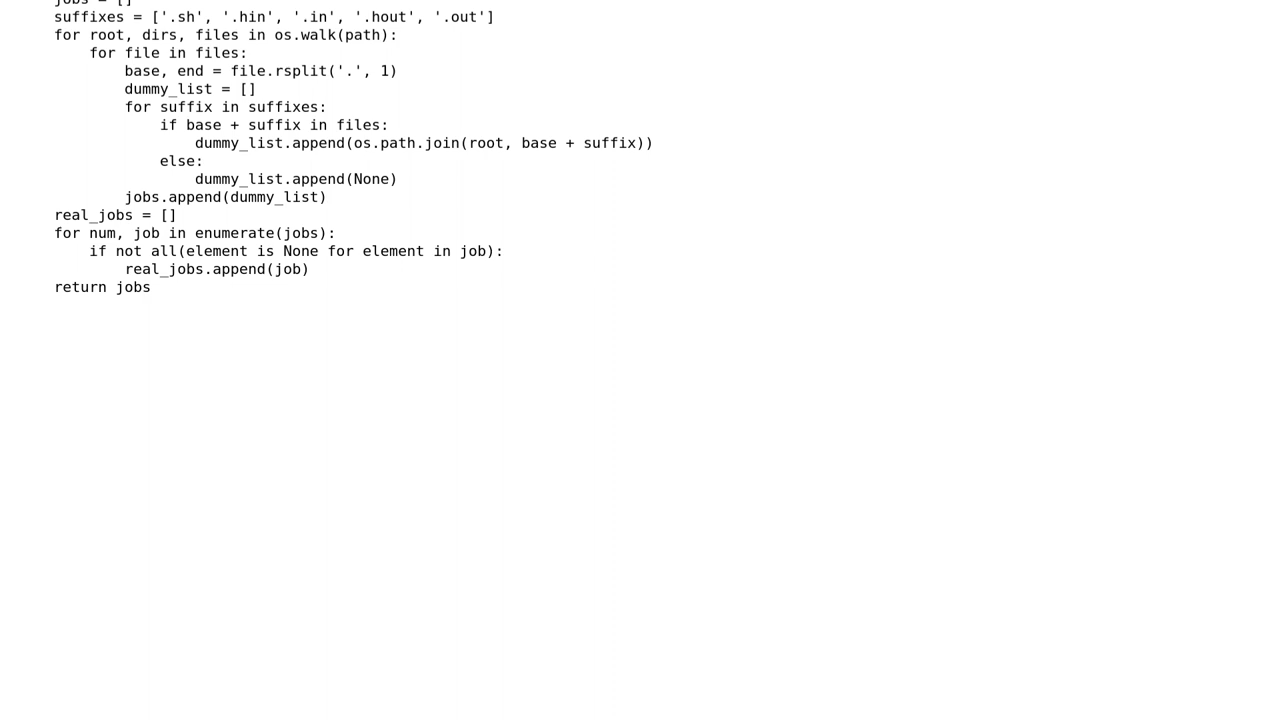 jobs = []
suffixes = ['.sh', '.hin', '.in', '.hout', '.out']
for root, dirs, files in os.walk(path):
    for file in files:
        base, end = file.rsplit('.', 1)
        dummy_list = []
        for suffix in suffixes:
            if base + suffix in files:
                dummy_list.append(os.path.join(root, base + suffix))
            else:
                dummy_list.append(None)
        jobs.append(dummy_list)
real_jobs = []
for num, job in enumerate(jobs):
    if not all(element is None for element in job):
        real_jobs.append(job)
return jobs